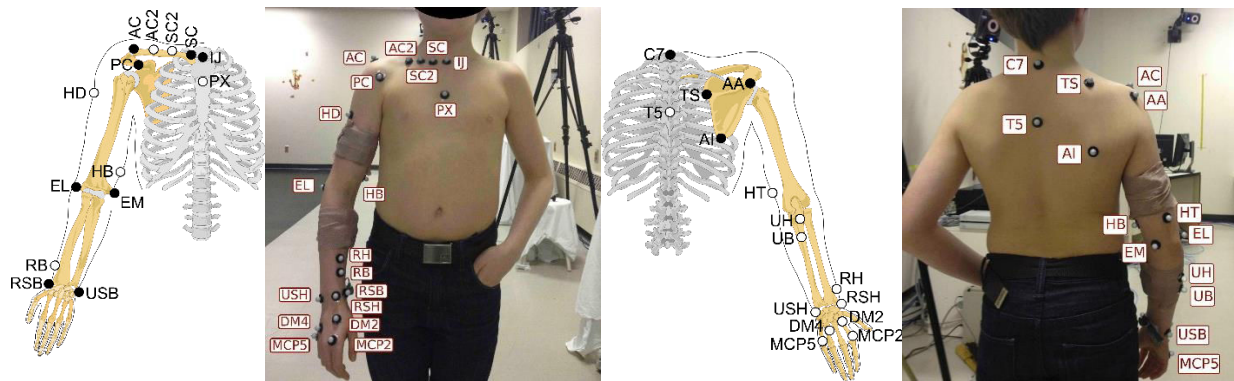 AC
AC2
SC2
SC
IJ
PC
PX
HD
HB
EL
EM
RB
RSB
USB
AC
AC2
SC
IJ
PC
SC2
PX
HD
EL
HB
RH
RB
USH
RSB
RSH
DM4
DM2
MCP5
MCP2
C7
AA
TS
T5
AI
HT
UH
UB
RH
RSH
USH
DM4
DM2
MCP5
MCP2
C7
TS
AC
AA
T5
AI
HT
HB
EL
EM
UH
UB
USB
MCP5